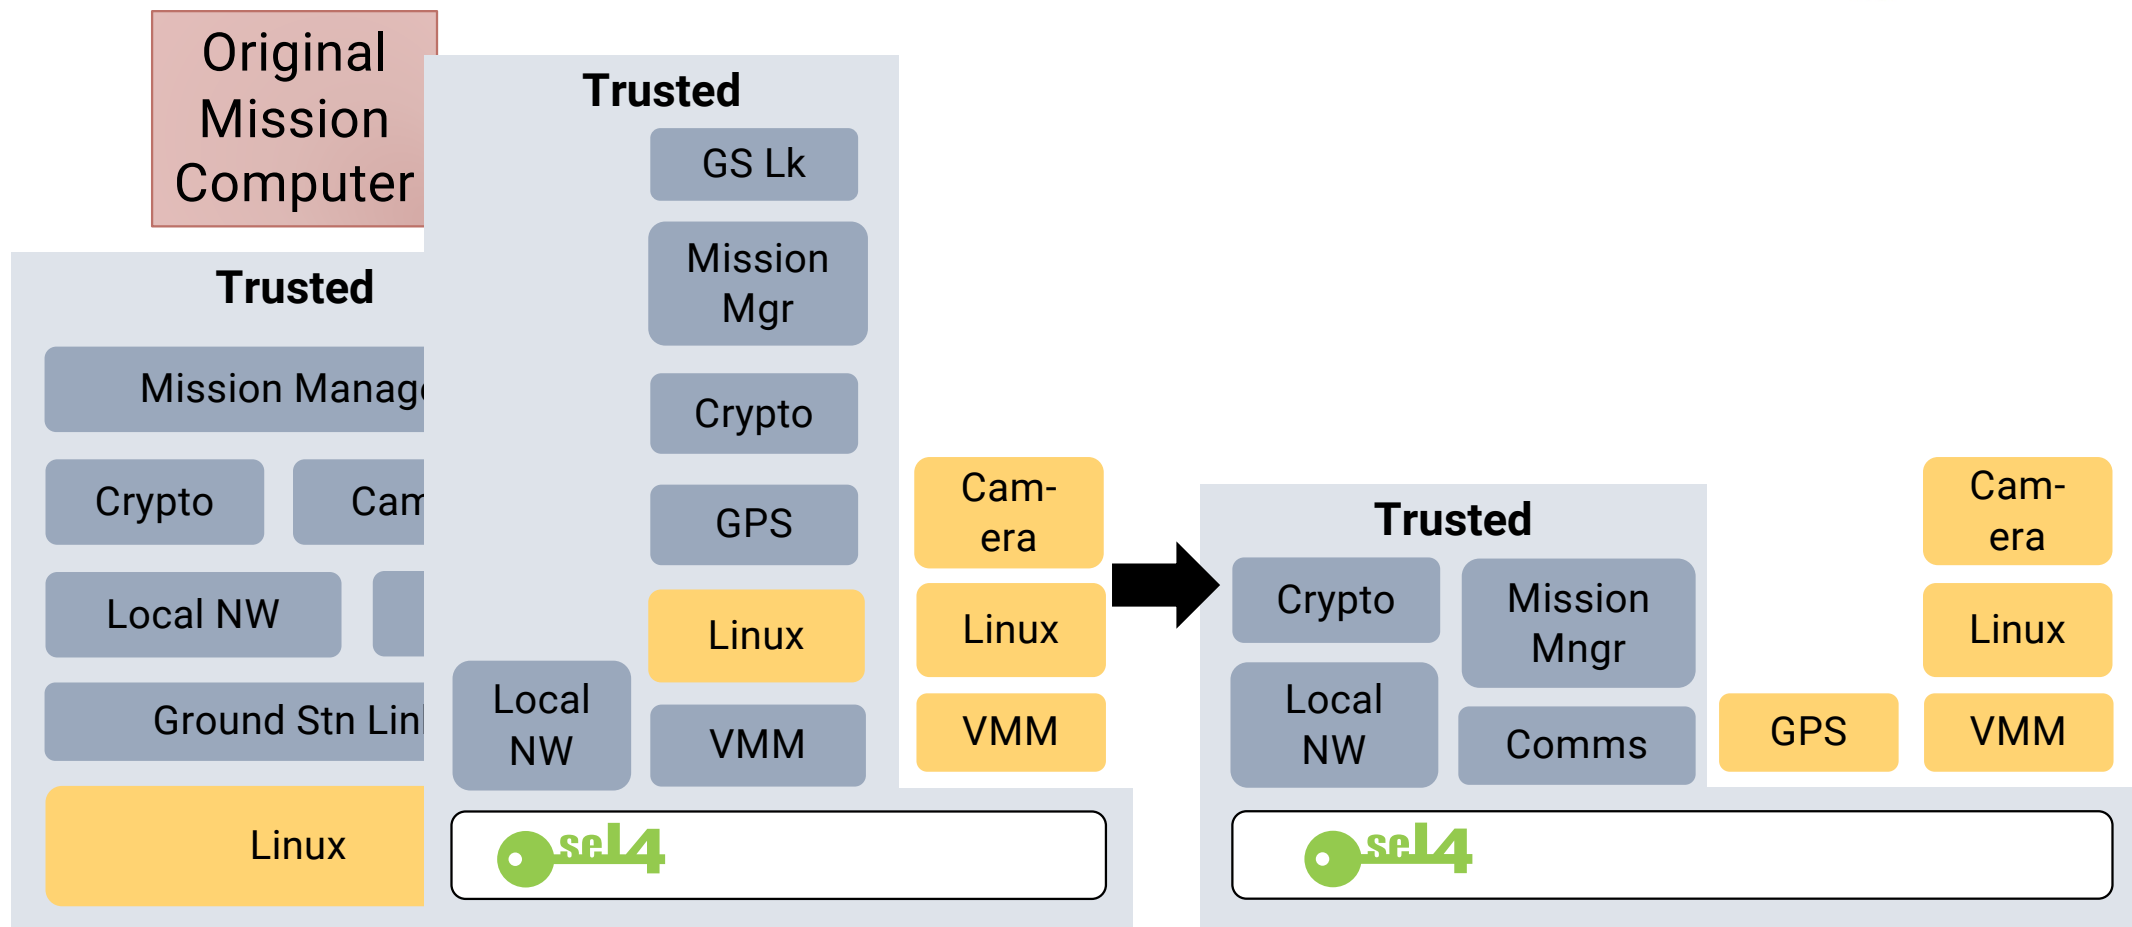 Original
Mission
Computer
Trusted
Mission Manag
Crypto
Cam
Local NW
Ground Stn Lin
Linux
Trusted
GS Lk
Mission
Mgr
Crypto
GPS
Linux
Local
NW
VMM
Cam-
era
Linux
VMM
seL4
Trusted
Crypto
Mission
Mngr
Local
NW
Comms
GPS
Cam-
era
Linux
VMM
seL4